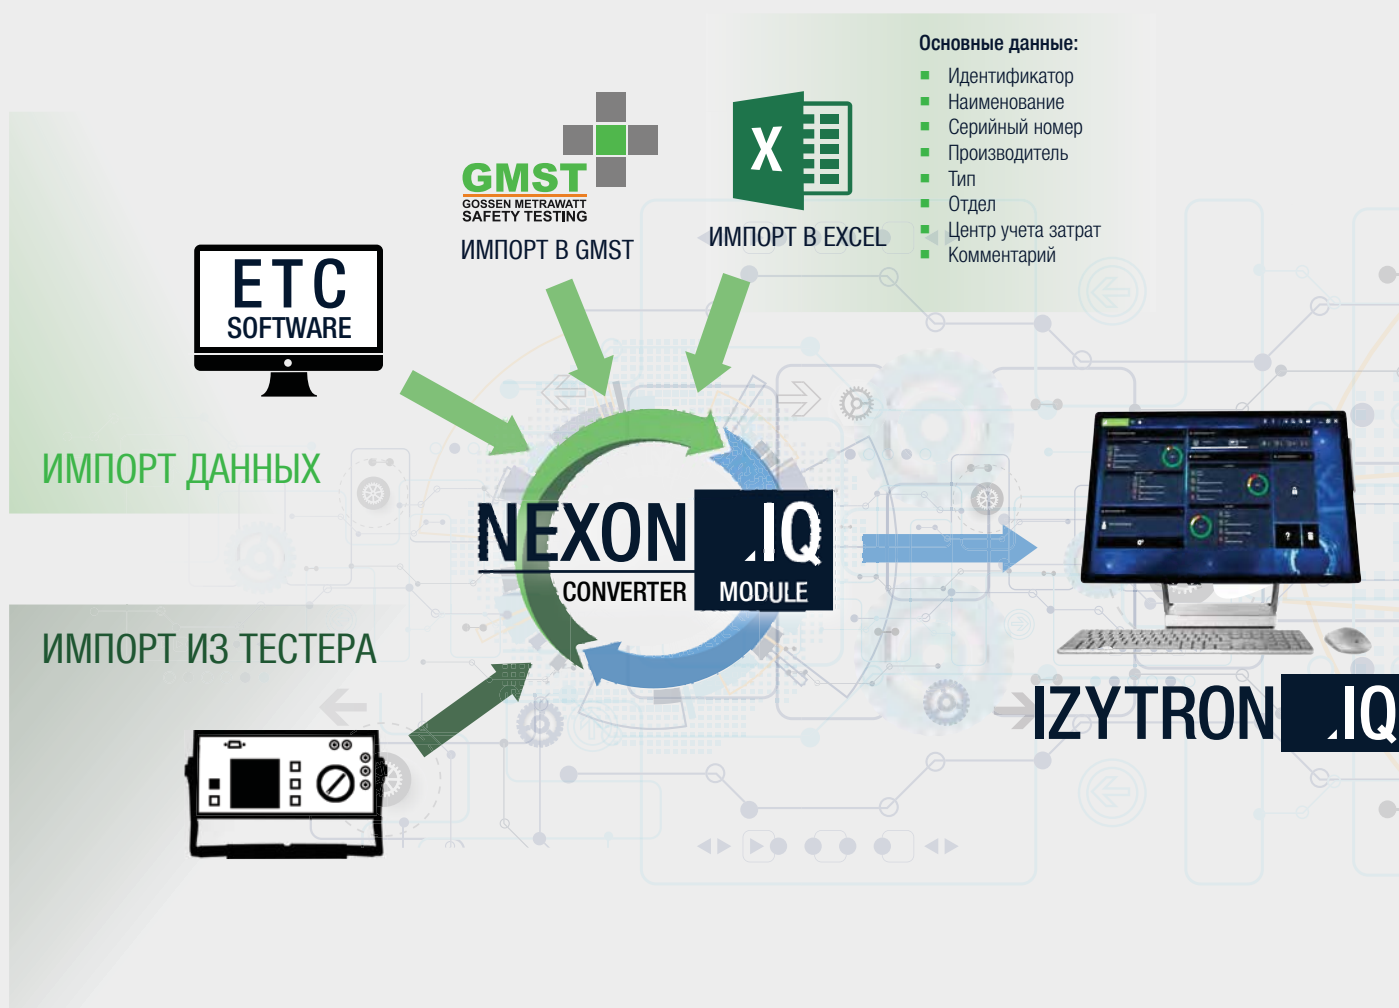 Основные данные:
Идентификатор
Наименование
Серийный номер
Производитель
Тип
Отдел
Центр учета затрат
Комментарий
GMST
GOSSEN METRAWATT
SAFETY TESTING
ИМПОРТ В GMST
X
ИМПОРТ В EXCEL
ETC
SOFTWARE
ИМПОРТ ДАННЫХ
NEXON .IQ
CONVERTER MODULE
ИМПОРТ ИЗ ТЕСТЕРА
IZYTRON .IQ